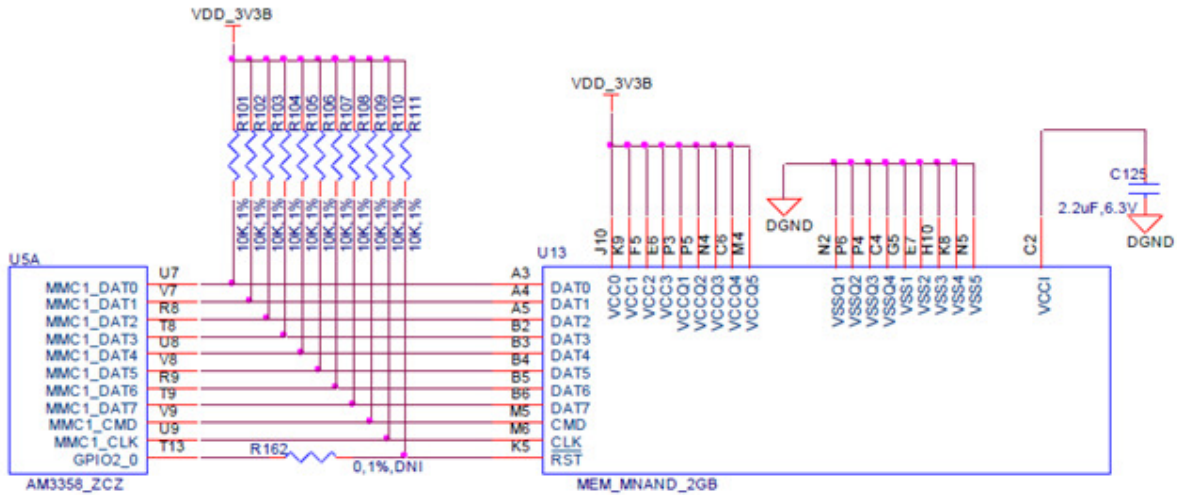 VDD_3V3B
R101
R102
R103
R104
R105
R106
R107
R108
R109
R110
R111
10K,1%
10K,1%
10K,1%
10K,1%
10K,1%
10K,1%
10K,1%
10K,1%
10K,1%
10K,1%
10K,1%
VDD_3V3B
DGND
C125
2.2uF,6.3V
DGND
U5A
MMC1_DAT0
MMC1_DAT1
MMC1_DAT2
MMC1_DAT3
MMC1_DAT4
MMC1_DAT5
MMC1_DAT6
MMC1_DAT7
MMC1_CMD
MMC1_CLK
GPIO2_0
U7
V7
R8
T8
U8
V8
R9
T9
V9
U9
T13
R162
0,1%,DNI
AM3358_ZCZ
A3
A4
A5
B2
B3
B4
B5
B6
M5
M6
K5
U13
J10
K9
F5
E6
P3
P5
N4
C6
M4
N2
P6
P4
C4
G5
E7
H10
K8
N5
C2
VCC0
VCC1
VCC2
VCC3
VCCQ1
VCCQ2
VCCQ3
VCCQ4
VCCQ5
VSSQ1
VSSQ2
VSSQ3
VSSQ4
VSS1
VSS2
VSS3
VSS4
VSS5
VCCI
DAT0
DAT1
DAT2
DAT3
DAT4
DAT5
DAT6
DAT7
CMD
CLK
RST
MEM_MNAND_2GB